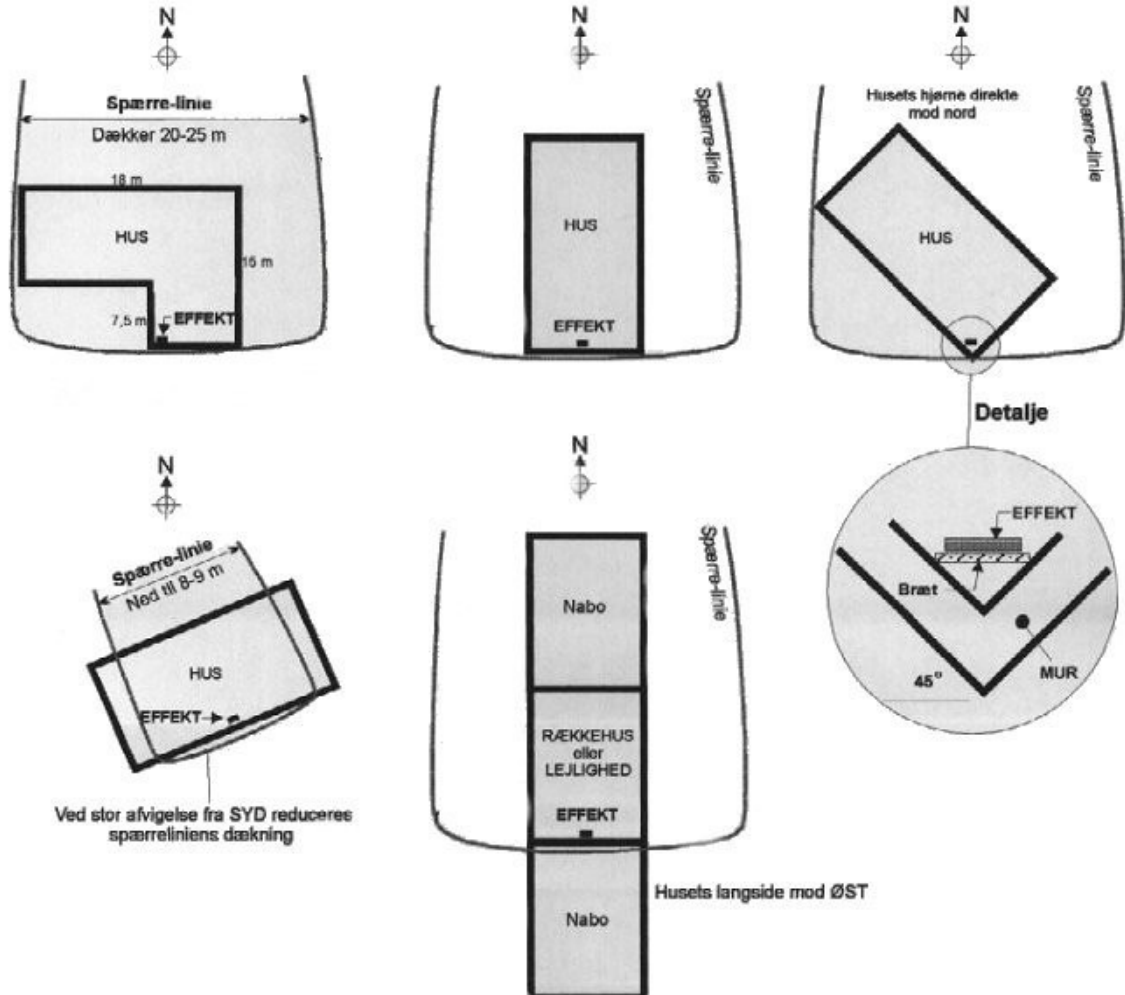 N
Spærre-linie
Dækker 20-25 m
18 m
HUS
15 m
7,5 m
EFFEKT
N
Spærre-linie
HUS
EFFEKT
N
Husets hjørne direkte
mod nord
Spærre-linie
HUS
Detalje
EFFEKT
Bræt
MUR
45°
N
Spærre-linie
Ned til 8-9 m
HUS
EFFEKT
Ved stor afvigelse fra SYD reduceres
spærreliniens dækning
N
Spærre-linie
Nabo
RÆKKEHUS
eller
LEJLIGHED
EFFEKT
Nabo
Husets langside mod ØST